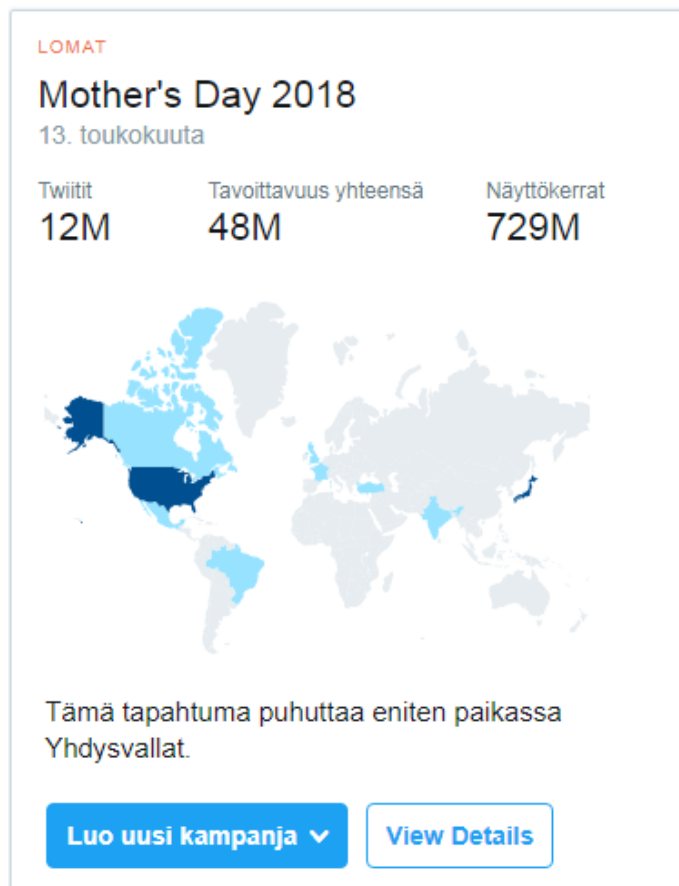 LOMAT
Mother's Day 2018
13. toukokuuta
Twiitit Tavoittavuus yhteensä Näyttökerrat
12M 48M 729M
Tämä tapahtuma puhuttaa eniten paikassa
Yhdysvallat.
Luo uusi kampanja View Details